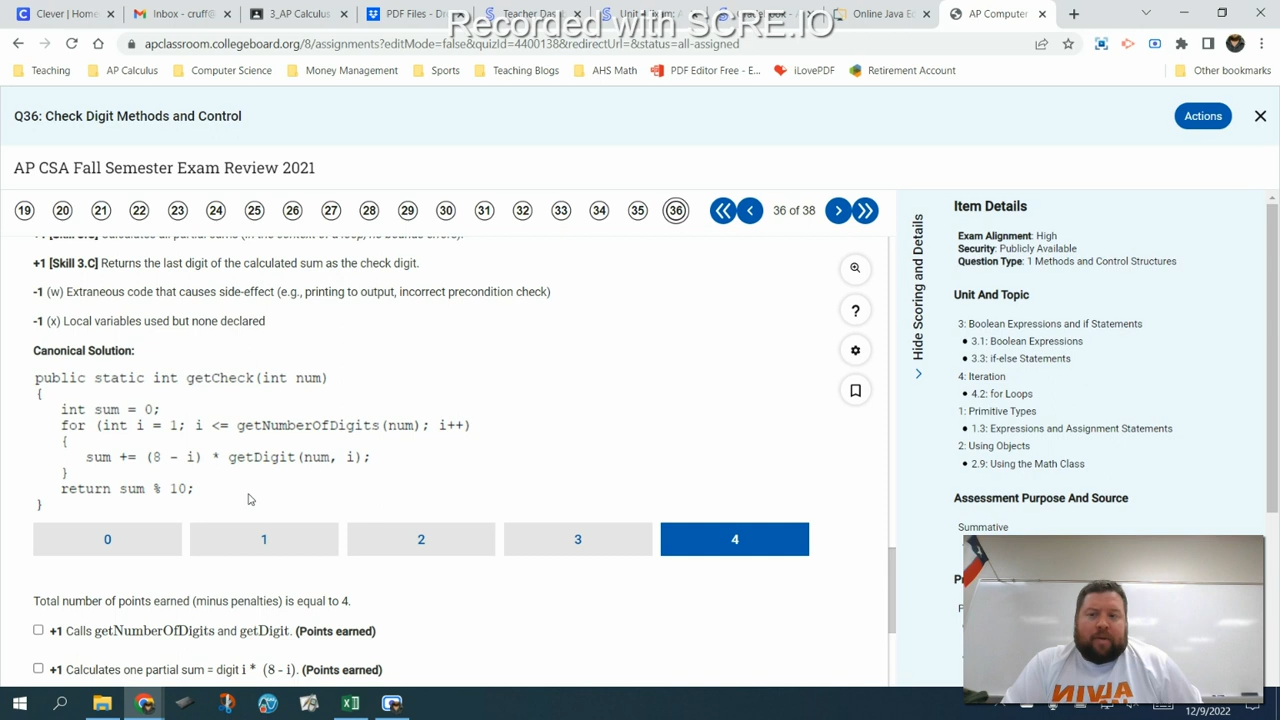 Clever | Home
Inbox - cruff@
3_AP Calculus
PDF Files - Dr
Teacher Das
Online Java E
AP Computer
Recorded with SCRE.IO
apclassroom.collegeboard.org/8/assignments?editMode=false&quizId=4400138&redirectUrl=&status=all-assigned
Teaching
AP Calculus
Computer Science
Money Management
Sports
Teaching Blogs
AHS Math
PDF Editor Free - E...
iLovePDF
Retirement Account
Other bookmarks
Q36: Check Digit Methods and Control
Actions
AP CSA Fall Semester Exam Review 2021
19 20 21 22 23 24 25 26 27 28 29 30 31 32 33 34 35 36
36 of 38
+1 [Skill 3.C] Returns the last digit of the calculated sum as the check digit.
-1 (w) Extraneous code that causes side-effect (e.g., printing to output, incorrect precondition check)
-1 (x) Local variables used but none declared
Canonical Solution:
public static int getCheck(int num)
{
int sum = 0;
for (int i = 1; i <= getNumberOfDigits(num); i++)
{
sum += (8 - i) * getDigit(num, i);
}
return sum % 10;
}
0 1 2 3 4
Total number of points earned (minus penalties) is equal to 4.
+1 Calls getNumberOfDigits and getDigit. (Points earned)
+1 Calculates one partial sum = digit i * (8 - i). (Points earned)
Hide Scoring and Details
Item Details
Exam Alignment: High
Security: Publicly Available
Question Type: 1 Methods and Control Structures
Unit And Topic
3: Boolean Expressions and if Statements
• 3.1: Boolean Expressions
• 3.3: if-else Statements
4: Iteration
• 4.2: for Loops
1: Primitive Types
• 1.3: Expressions and Assignment Statements
2: Using Objects
• 2.9: Using the Math Class
Assessment Purpose And Source
Summative
12/9/2022